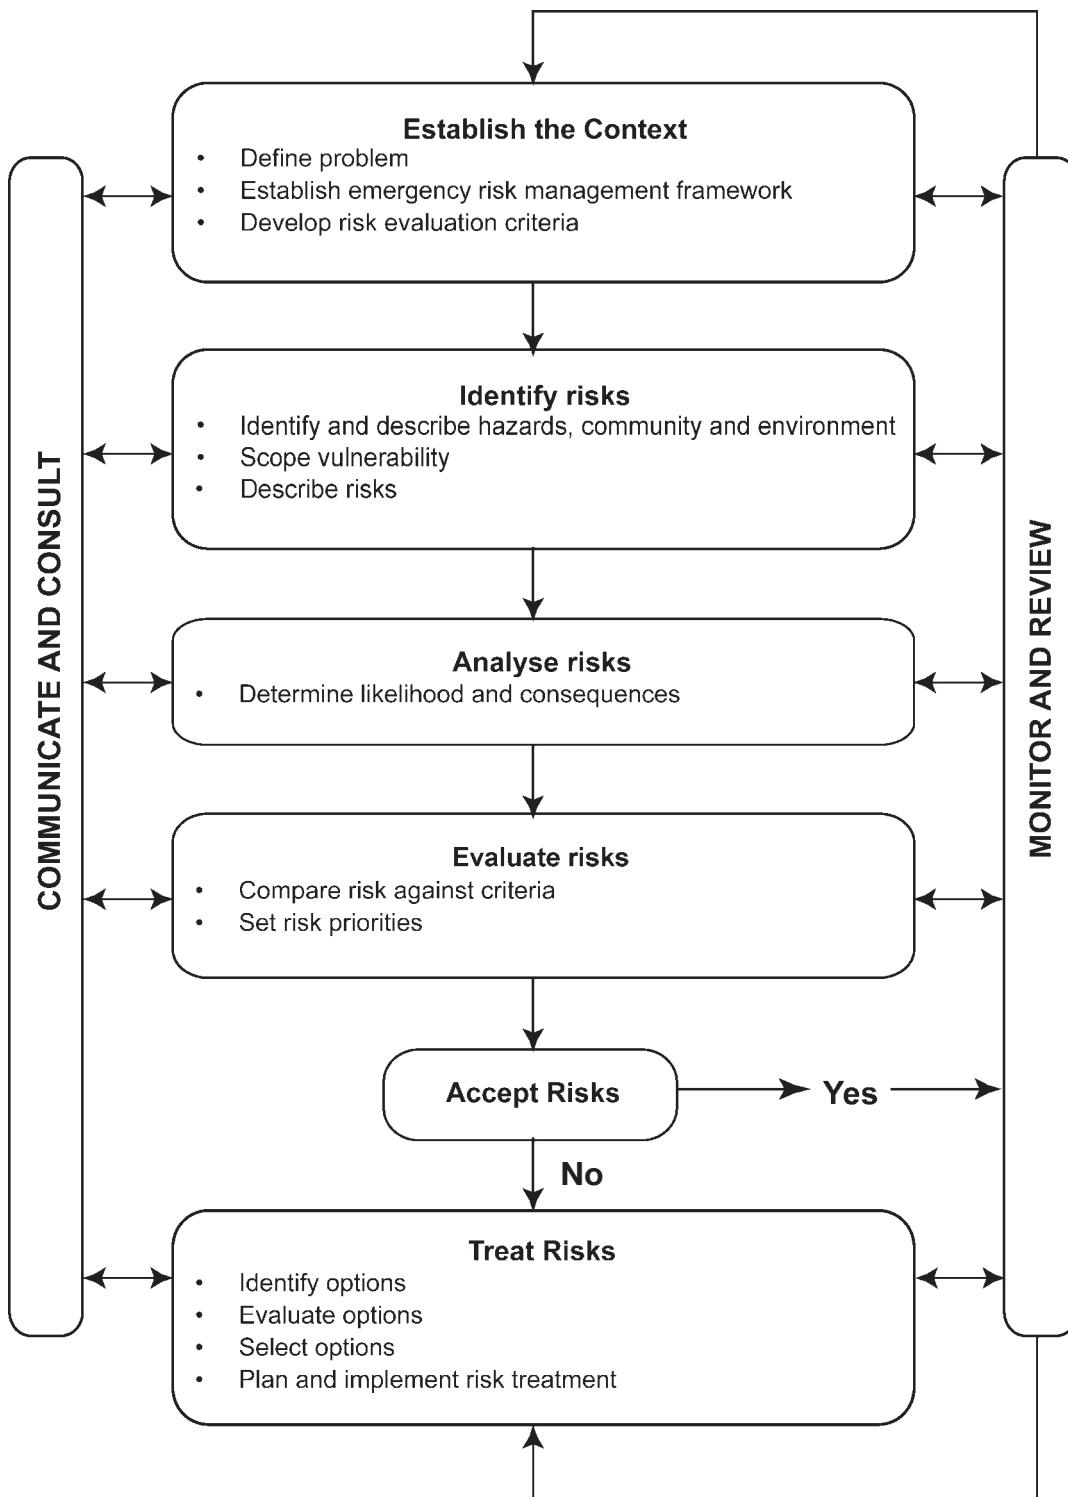 Establish the Context
• Define problem
• Establish emergency risk management framework
• Develop risk evaluation criteria
Identify risks
• Identify and describe hazards, community and environment
• Scope vulnerability
• Describe risks
Analyse risks
• Determine likelihood and consequences
Evaluate risks
• Compare risk against criteria
• Set risk priorities
Accept Risks
Yes
No
Treat Risks
• Identify options
• Evaluate options
• Select options
• Plan and implement risk treatment
COMMUNICATE AND CONSULT
MONITOR AND REVIEW